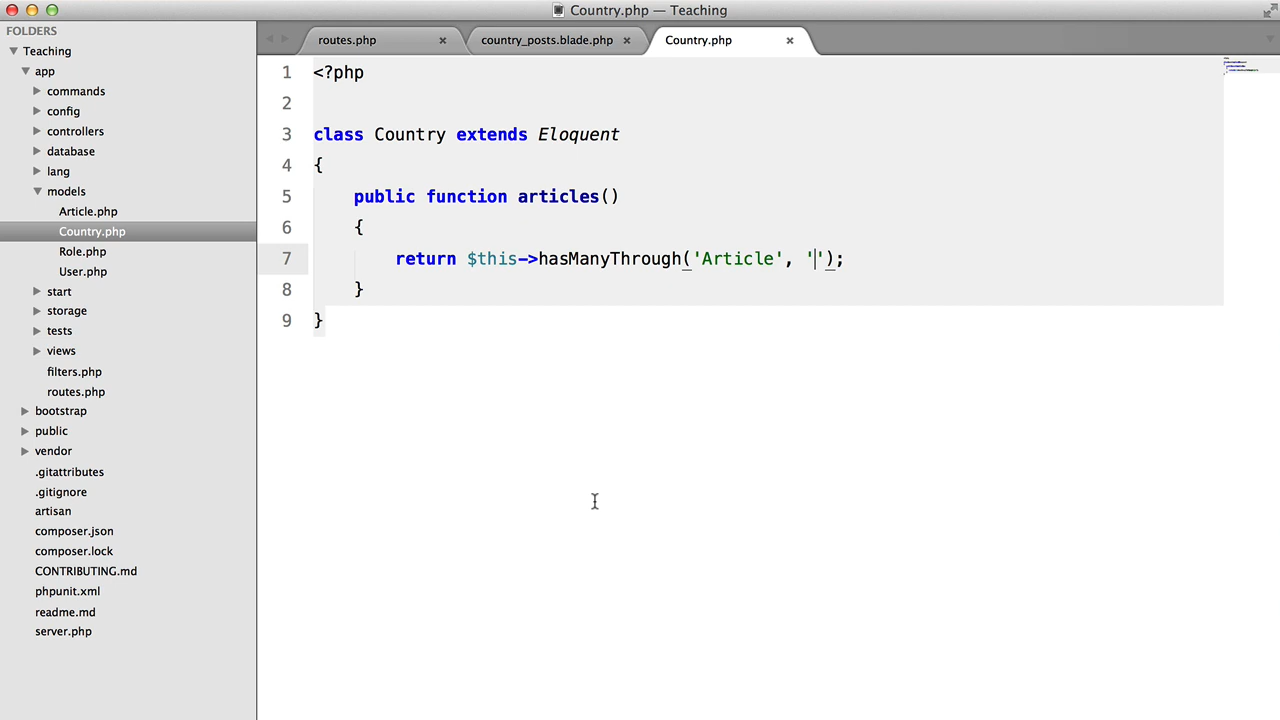 Country.php — Teaching
FOLDERS
Teaching
app
commands
config
controllers
database
lang
models
Article.php
Country.php
Role.php
User.php
start
storage
tests
views
filters.php
routes.php
bootstrap
public
vendor
.gitattributes
.gitignore
artisan
composer.json
composer.lock
CONTRIBUTING.md
phpunit.xml
readme.md
server.php
routes.php × country_posts.blade.php × Country.php ×
1 <?php
2
3 class Country extends Eloquent
4 {
5     public function articles()
6     {
7         return $this->hasManyThrough('Article', '');
8     }
9 }